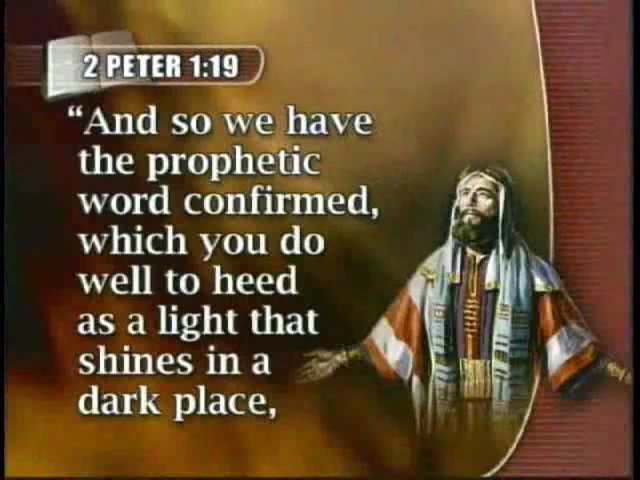 2 PETER 1:19
“And so we have
the prophetic
word confirmed,
which you do
well to heed
as a light that
shines in a
dark place,